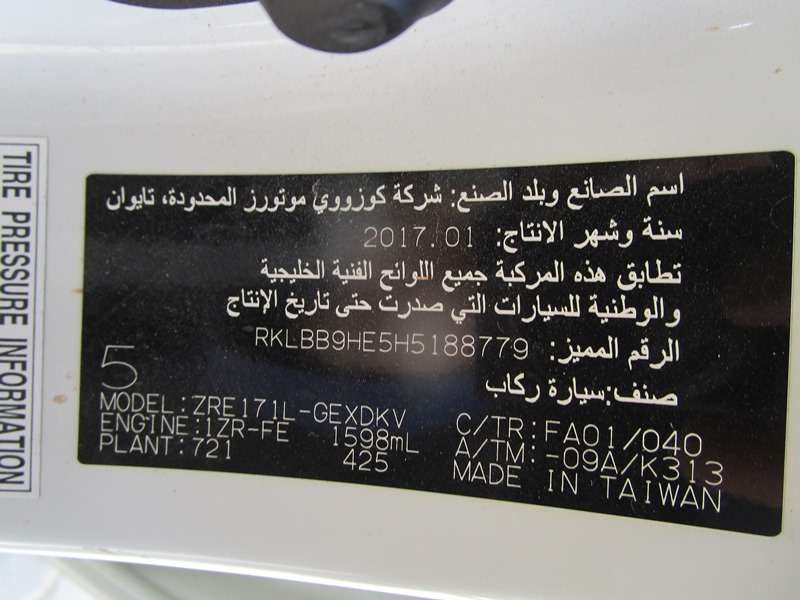 TIRE PRESSURE INFORMATION
اسم الصانع وبلد الصنع: شركة كوزووي موتورز المحدودة، تايوان
سنة وشهر الانتاج: 2017.01
تطابق هذه المركبة جميع اللوائح الفنية الخليجية
والوطنية للسيارات التي صدرت حتى تاريخ الإنتاج
الرقم المميز: RKLBB9HE5H5188779
صنف:سيارة ركاب
5
MODEL:ZRE171L-GEXDKV
ENGINE:1ZR-FE 1598mL
PLANT:721 425
C/TR:FA01/040
A/TM:-09A/K313
MADE IN TAIWAN